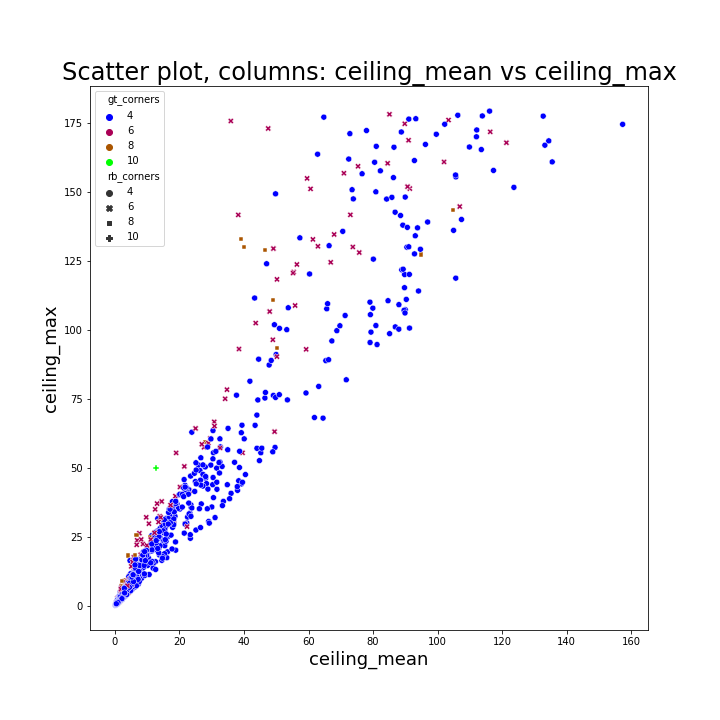 Scatter plot, columns: ceiling_mean vs ceiling_max
gt_corners
4
6
8
10
rb_corners
4
6
8
10
175
150
125
100
75
50
25
0
ceiling_max
0 20 40 60 80 100 120 140 160
ceiling_mean